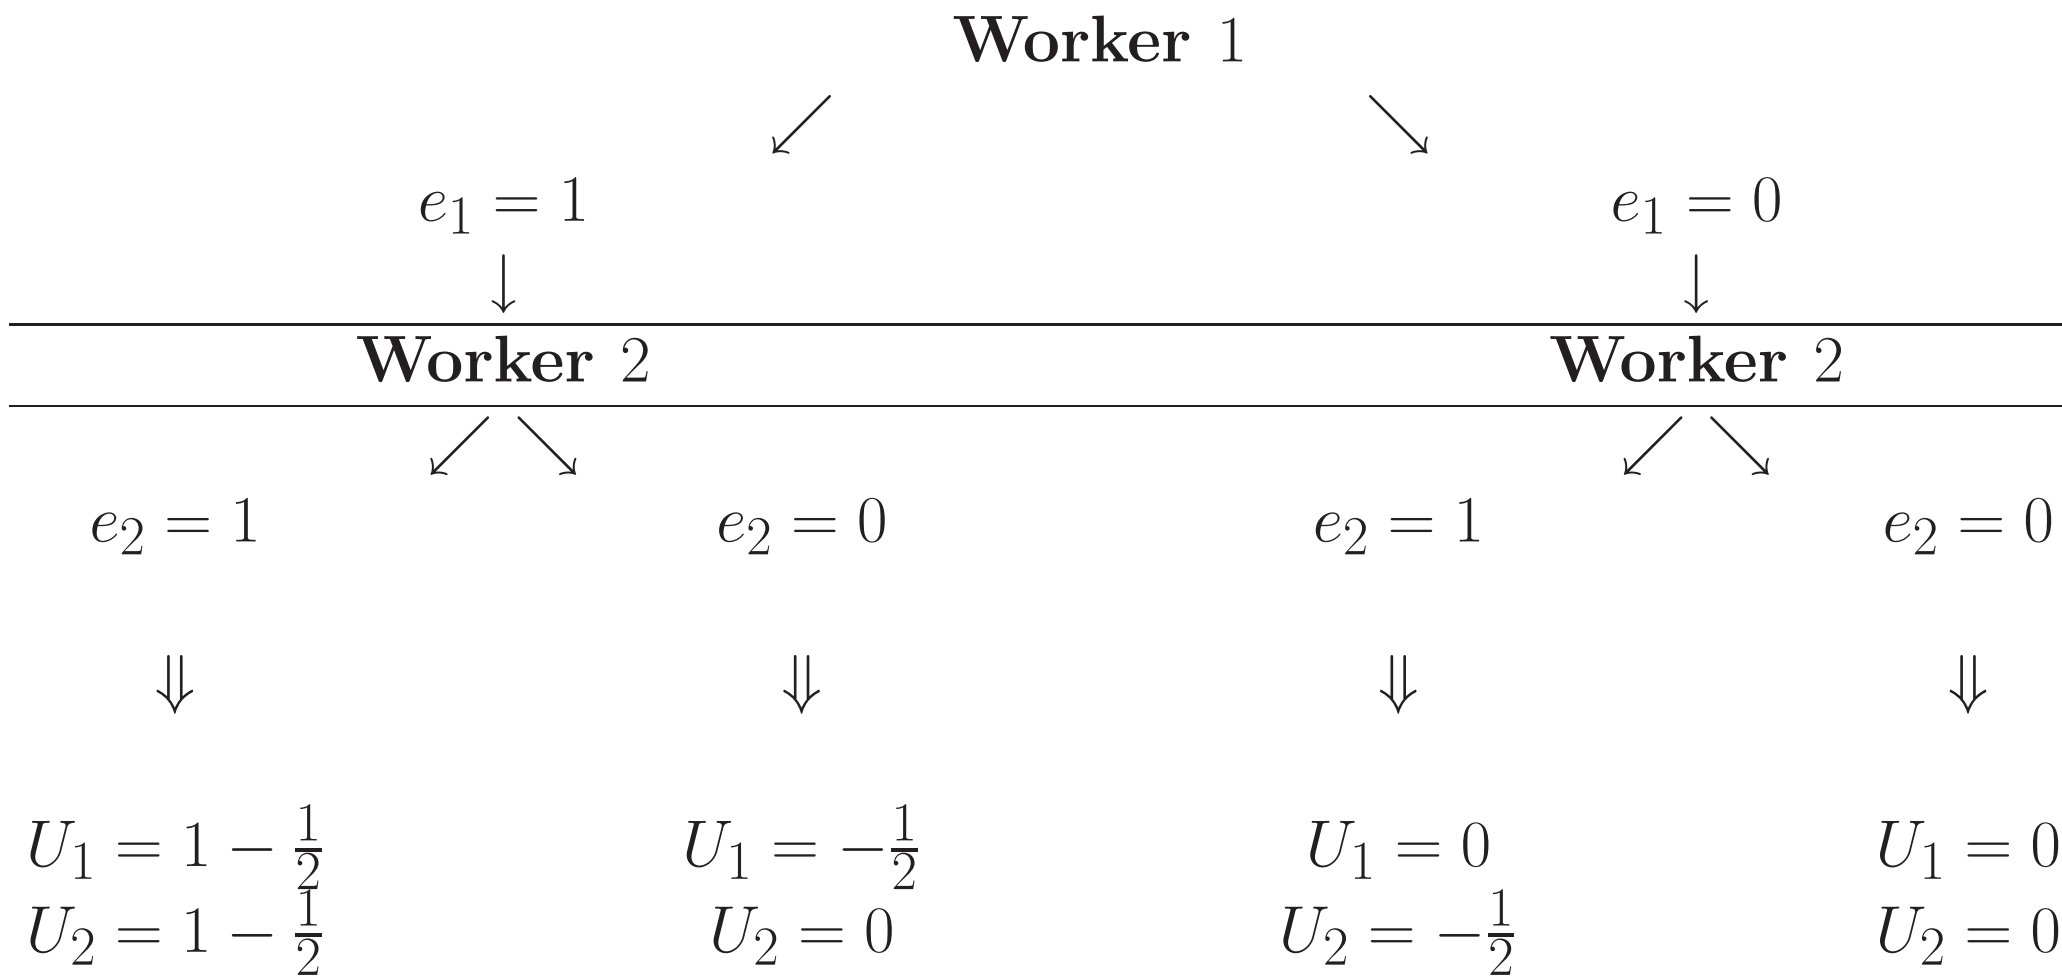 Worker 1
↙ ↘
e₁ = 1 e₁ = 0
↓ ↓
Worker 2 Worker 2
↙ ↘ ↙ ↘
e₂ = 1 e₂ = 0 e₂ = 1 e₂ = 0
⇓ ⇓ ⇓ ⇓
U₁ = 1 − 1/2 U₁ = −1/2 U₁ = 0 U₁ = 0
U₂ = 1 − 1/2 U₂ = 0 U₂ = −1/2 U₂ = 0